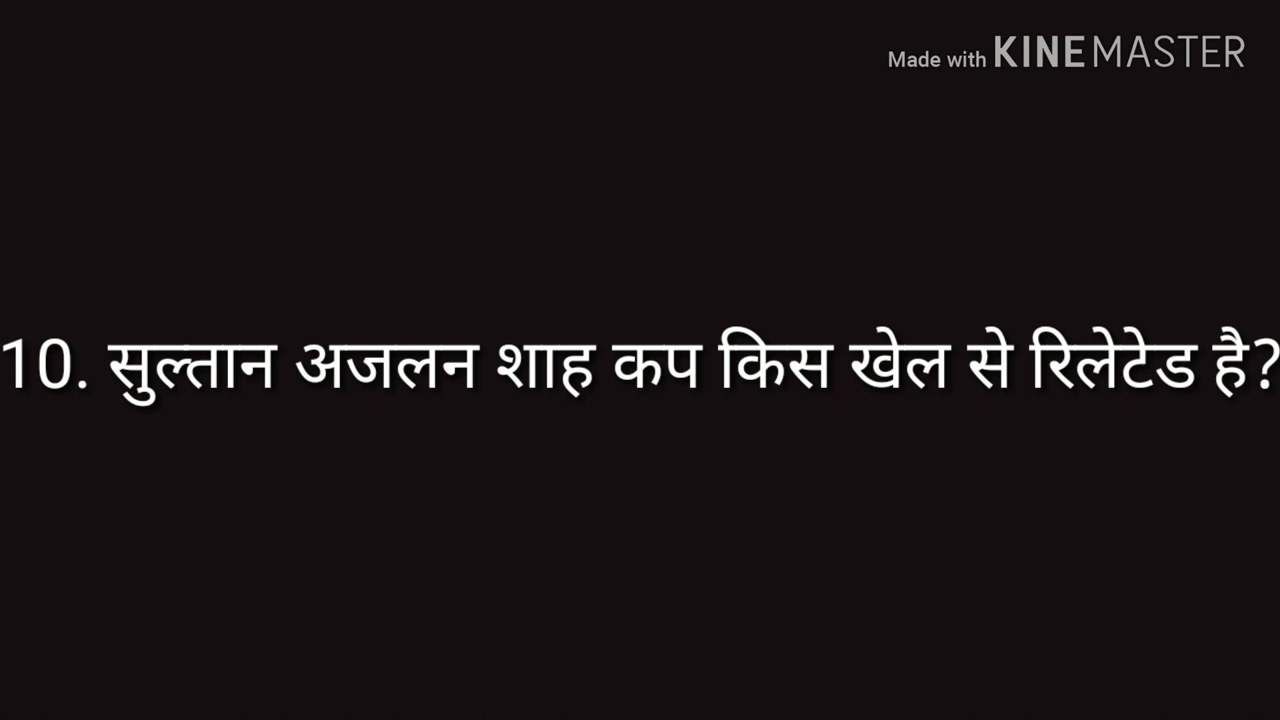 Made with KINEMASTER
10. सुल्तान अजलन शाह कप किस खेल से रिलेटेड है?